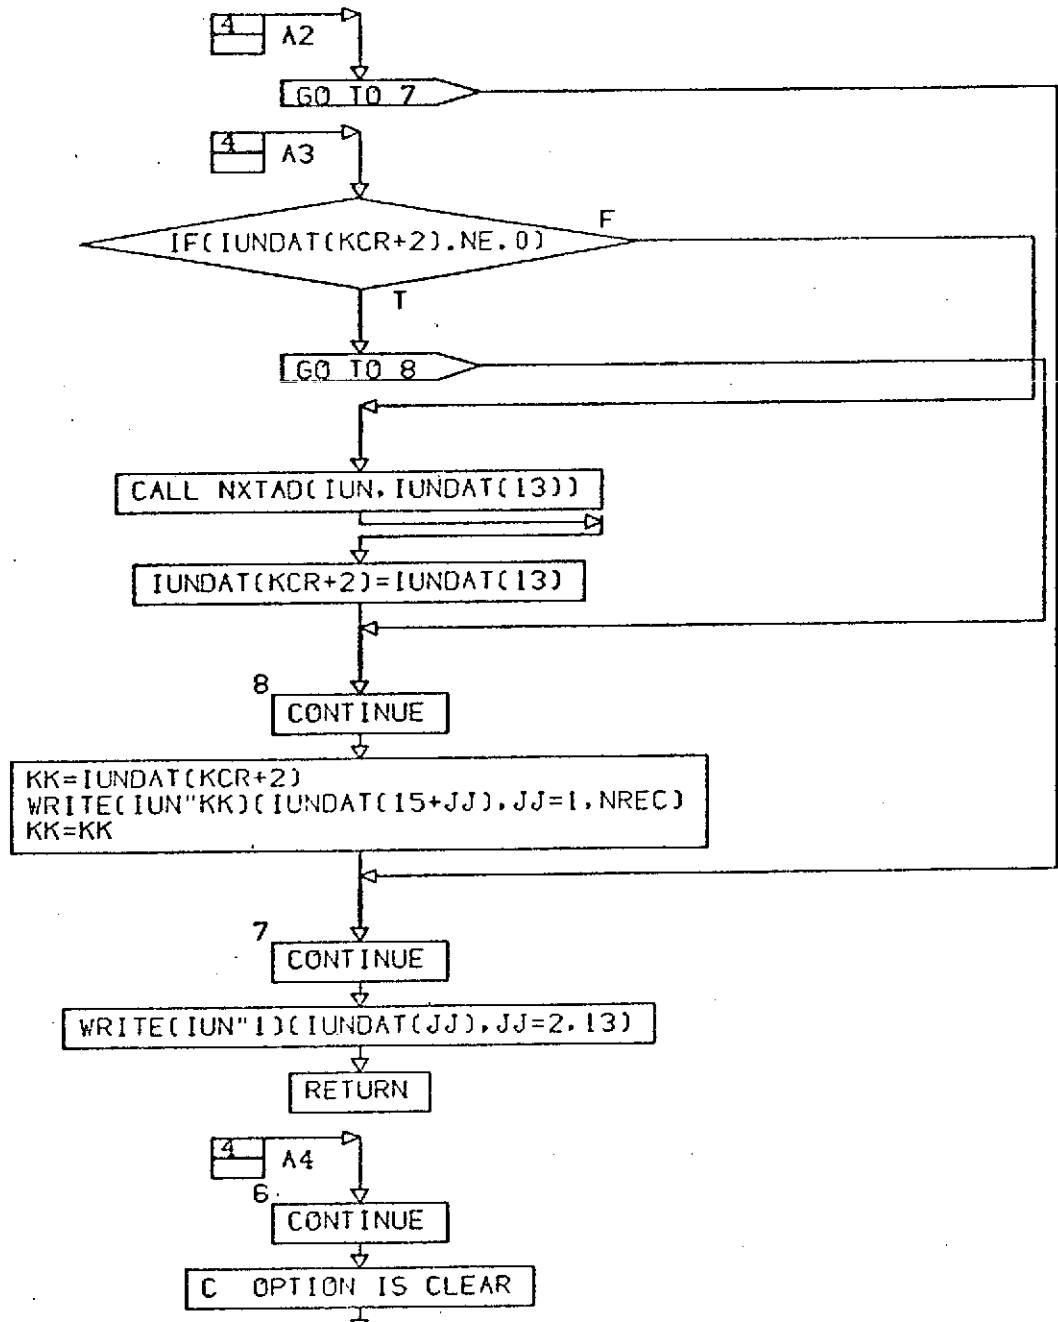 4
A2
GO TO 7
4
A3
IF(IUNDAT(KCR+2).NE.0)
F
T
GO TO 8
CALL NXTAD(IUN,IUNDAT(13))
IUNDAT(KCR+2)=IUNDAT(13)
8
CONTINUE
KK=IUNDAT(KCR+2)
WRITE(IUN"KK)(IUNDAT(15+JJ),JJ=1,NREC)
KK=KK
7
CONTINUE
WRITE(IUN"1)(IUNDAT(JJ),JJ=2,13)
RETURN
4
A4
6
CONTINUE
C OPTION IS CLEAR